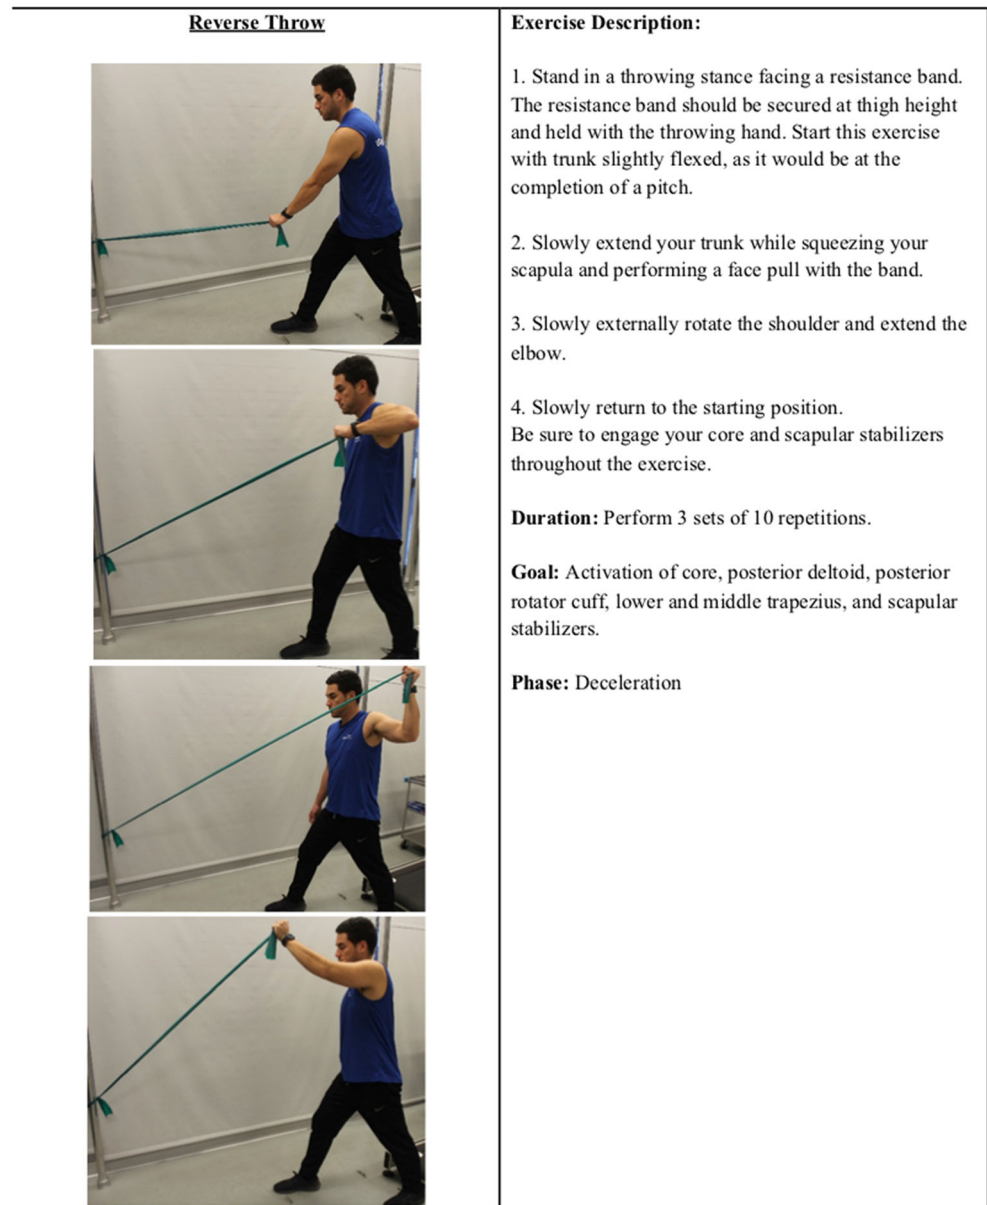 Reverse Throw
Exercise Description:
1. Stand in a throwing stance facing a resistance band.
The resistance band should be secured at thigh height
and held with the throwing hand. Start this exercise
with trunk slightly flexed, as it would be at the
completion of a pitch.
2. Slowly extend your trunk while squeezing your
scapula and performing a face pull with the band.
3. Slowly externally rotate the shoulder and extend the
elbow.
4. Slowly return to the starting position.
Be sure to engage your core and scapular stabilizers
throughout the exercise.
Duration: Perform 3 sets of 10 repetitions.
Goal: Activation of core, posterior deltoid, posterior
rotator cuff, lower and middle trapezius, and scapular
stabilizers.
Phase: Deceleration